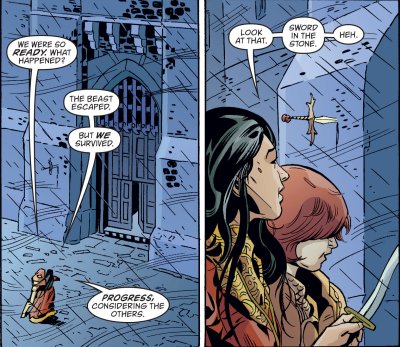 WE WERE SO
READY. WHAT
HAPPENED?
THE BEAST
ESCAPED.
BUT WE
SURVIVED.
PROGRESS,
CONSIDERING THE
OTHERS.
LOOK
AT THAT.
SWORD
IN THE
STONE.
HEH.